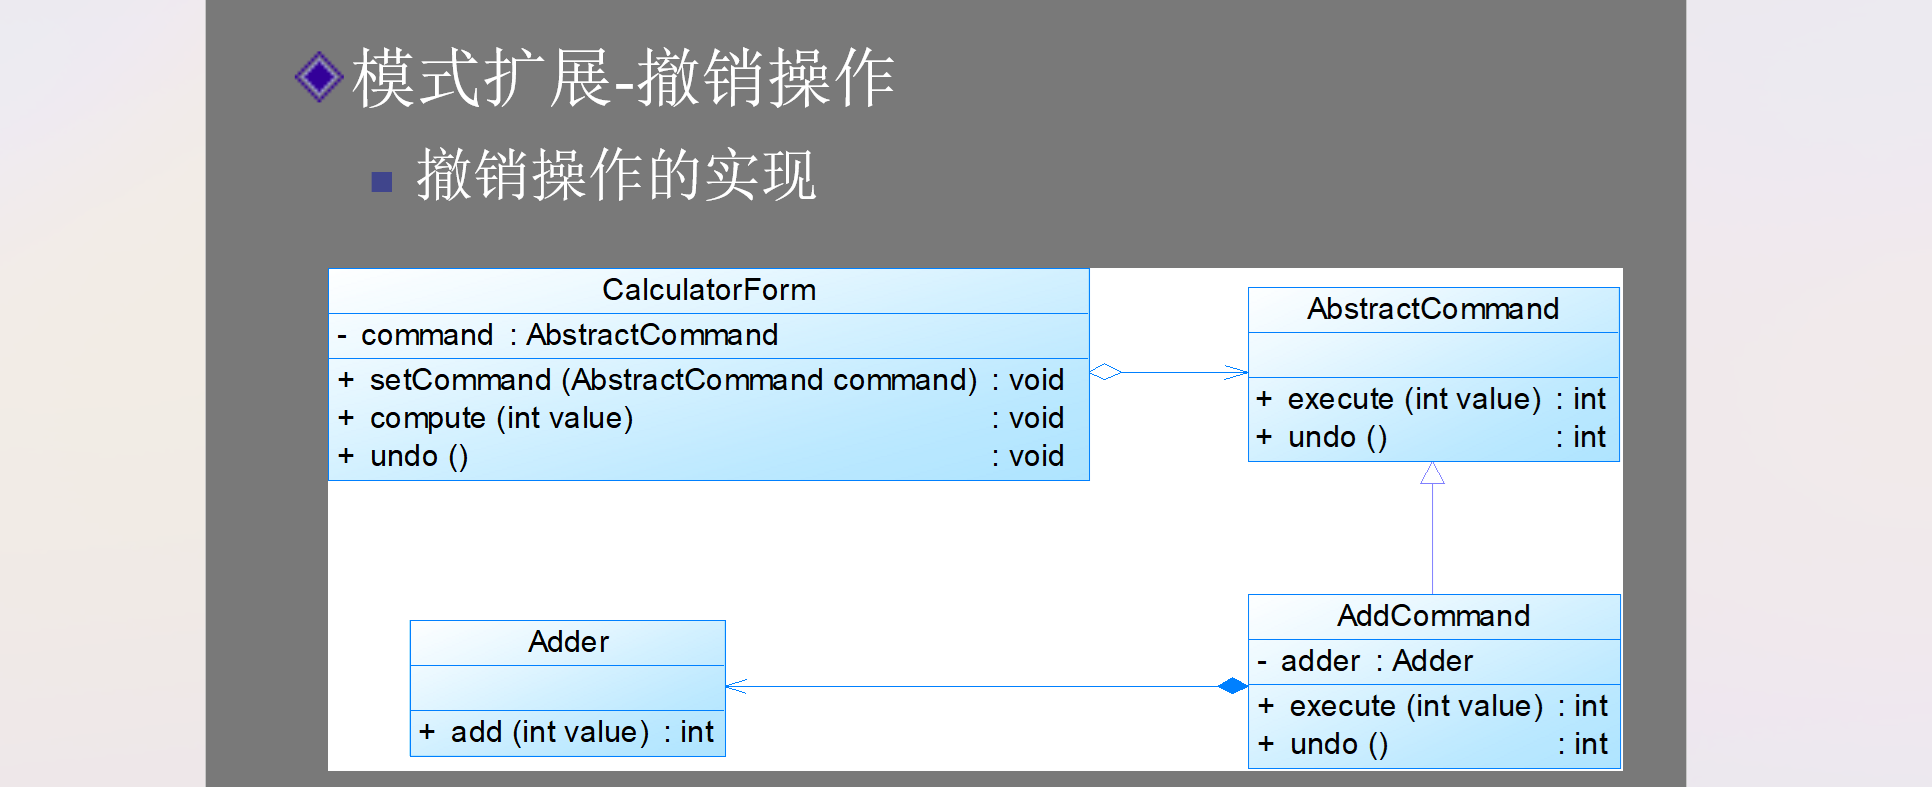 模式扩展-撤销操作
撤销操作的实现
CalculatorForm
- command : AbstractCommand
+ setCommand (AbstractCommand command) : void
+ compute (int value) : void
+ undo () : void
AbstractCommand
+ execute (int value) : int
+ undo () : int
Adder
+ add (int value) : int
AddCommand
- adder : Adder
+ execute (int value) : int
+ undo () : int